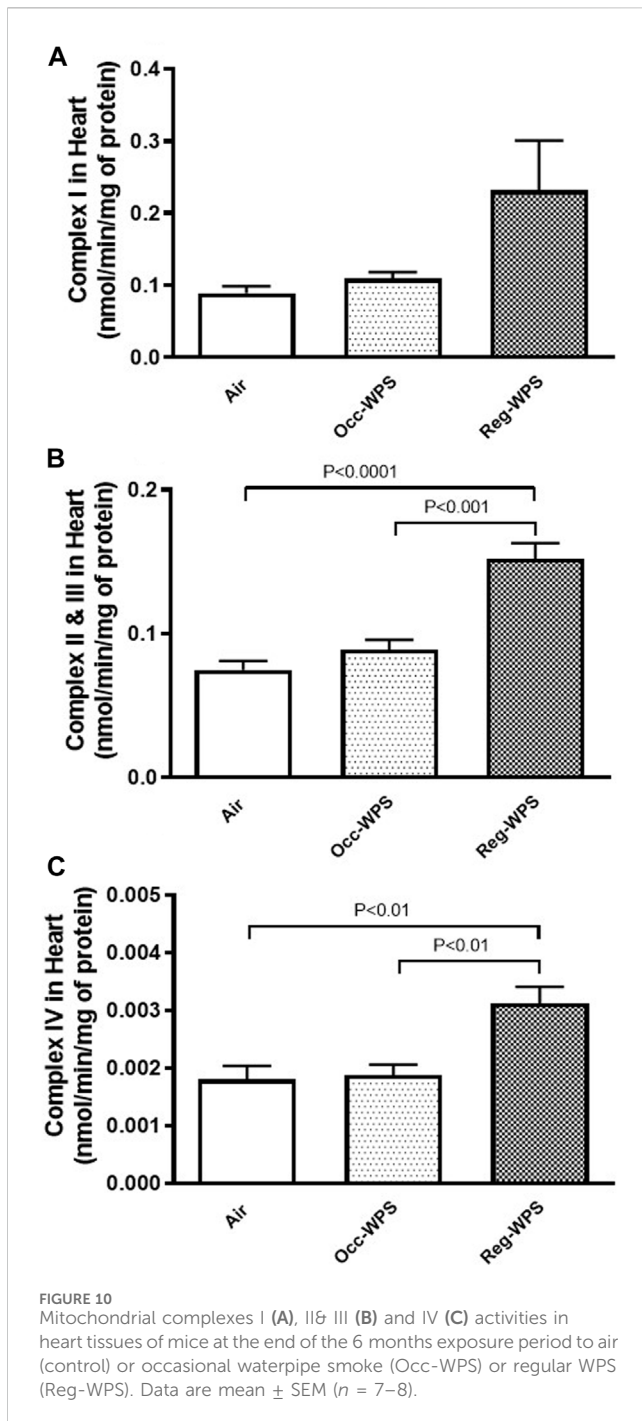 A
Complex I in Heart
(nmol/min/mg of protein)
0.4
0.3
0.2
0.1
0.0
Air
Occ-WPS
Reg-WPS
B
Complex II & III in Heart
(nmol/min/mg of protein)
P<0.0001
P<0.001
0.2
0.1
0.0
Air
Occ-WPS
Reg-WPS
C
Complex IV in Heart
(nmol/min/mg of protein)
0.005
0.004
0.003
0.002
0.001
0.000
P<0.01
P<0.01
Air
Occ-WPS
Reg-WPS
FIGURE 10
Mitochondrial complexes I (A), II& III (B) and IV (C) activities in
heart tissues of mice at the end of the 6 months exposure period to air
(control) or occasional waterpipe smoke (Occ-WPS) or regular WPS
(Reg-WPS). Data are mean ± SEM (n = 7–8).